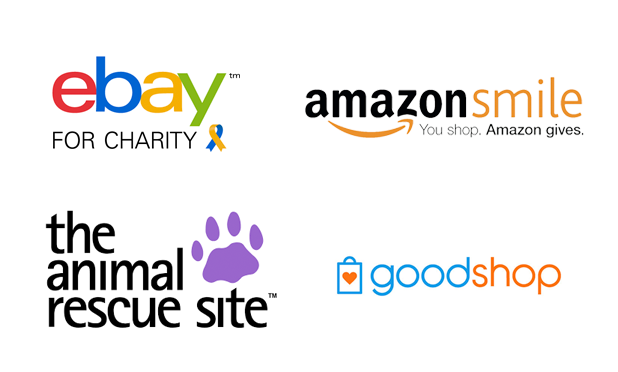 ebay™
FOR CHARITY
amazonsmile
You shop. Amazon gives.
the
animal
rescue site™
goodshop